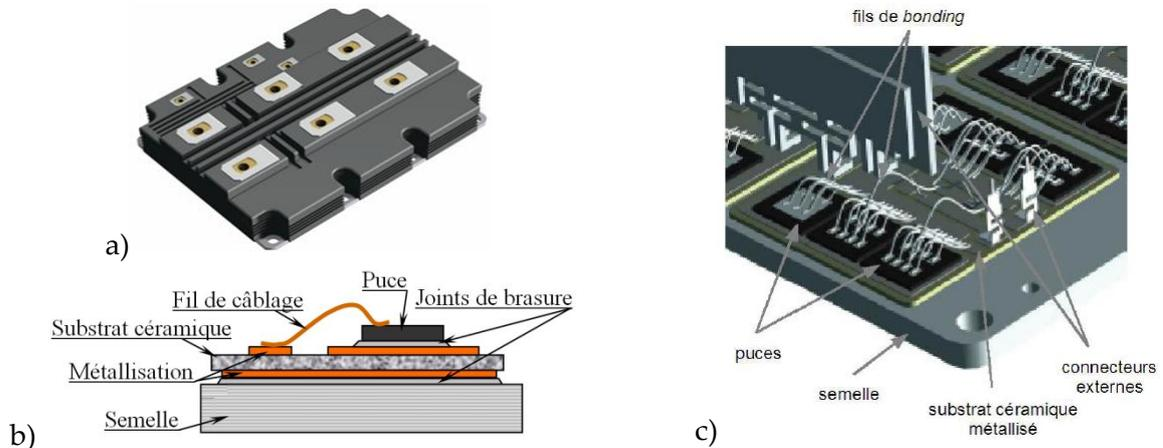 a)
Puce
Fil de câblage
Joints de brasure
Substrat céramique
Métallisation
Semelle
b)
fils de bonding
puces
semelle
connecteurs
externes
substrat céramique
métallisé
c)